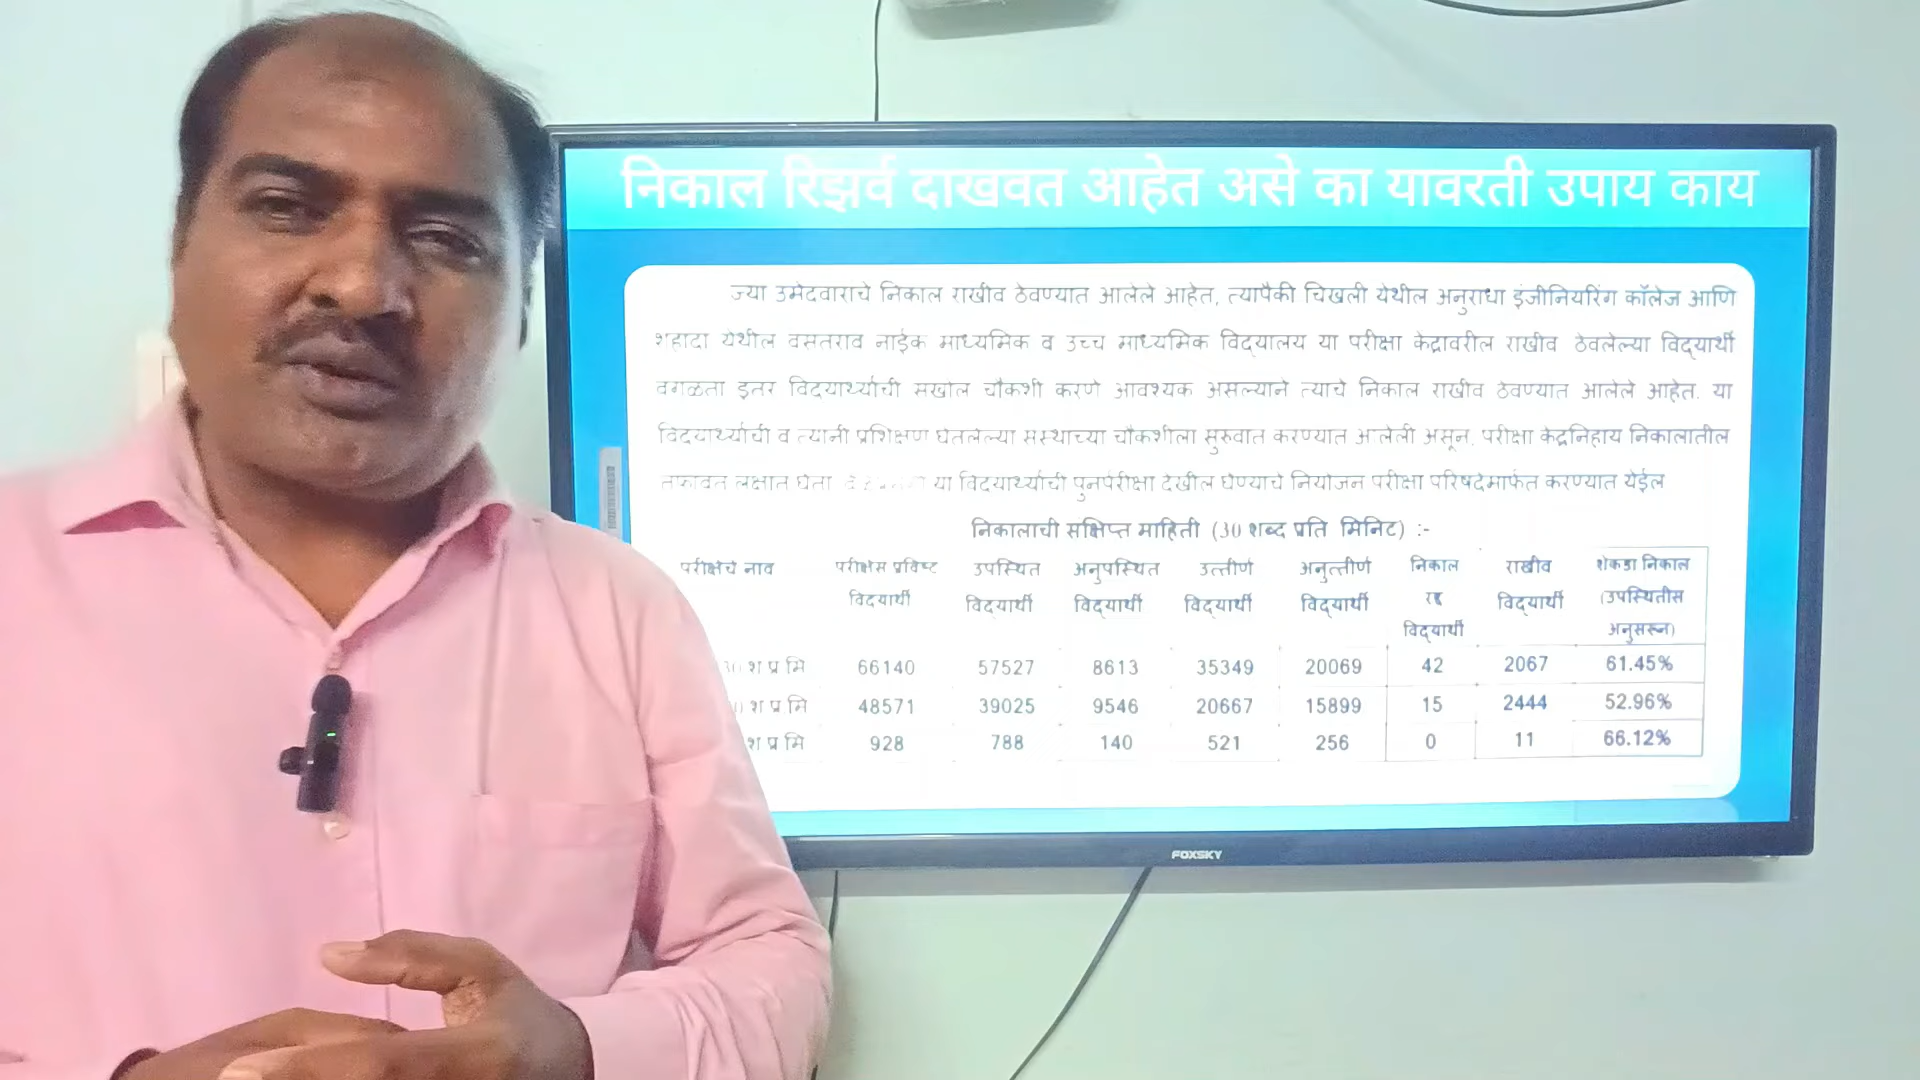 निकाल रिझर्व दाखवत आहेत असे का यावरती उपाय काय
ज्या उमेदवाराचे निकाल राखीव ठेवण्यात आलेले आहेत, त्यापैकी चिखली येथील अनुराधा इंजीनियरिंग कॉलेज आणि
शहादा येथील वसतराव नाईक माध्यमिक व उच्च माध्यमिक विद्यालय या परीक्षा केद्रावरील राखीव ठेवलेल्या विद्यार्थी
वगळता इतर विदयार्थ्यांची सखोल चौकशी करणे आवश्यक असल्याने त्याचे निकाल राखीव ठेवण्यात आलेले आहेत. या
विदयार्थ्यांची व त्यानी प्रशिक्षण घेतलेल्या संस्थाच्या चौकशीला सुरुवात करण्यात आलेली असून, परीक्षा केद्रनिहाय निकालातील
तफावत लक्षात घेता या विदयार्थ्यांची पुनर्परीक्षा देखील घेण्याचे नियोजन परीक्षा परिषदेमार्फत करण्यात येईल
निकालाची संक्षिप्त माहिती (30 शब्द प्रति मिनिट) :-
परीक्षेचे नाव परीक्षेस प्रविष्ट विद्यार्थी उपस्थित विद्यार्थी अनुपस्थित विद्यार्थी उत्तीर्ण विद्यार्थी अनुत्तीर्ण विद्यार्थी निकाल रद्द विद्यार्थी राखीव विद्यार्थी शेकडा निकाल (उपस्थितीस अनुसरून)
30 श प्र मि 66140 57527 8613 35349 20069 42 2067 61.45%
श प्र मि 48571 39025 9546 20667 15899 15 2444 52.96%
श प्र मि 928 788 140 521 256 0 11 66.12%
FOXSKY